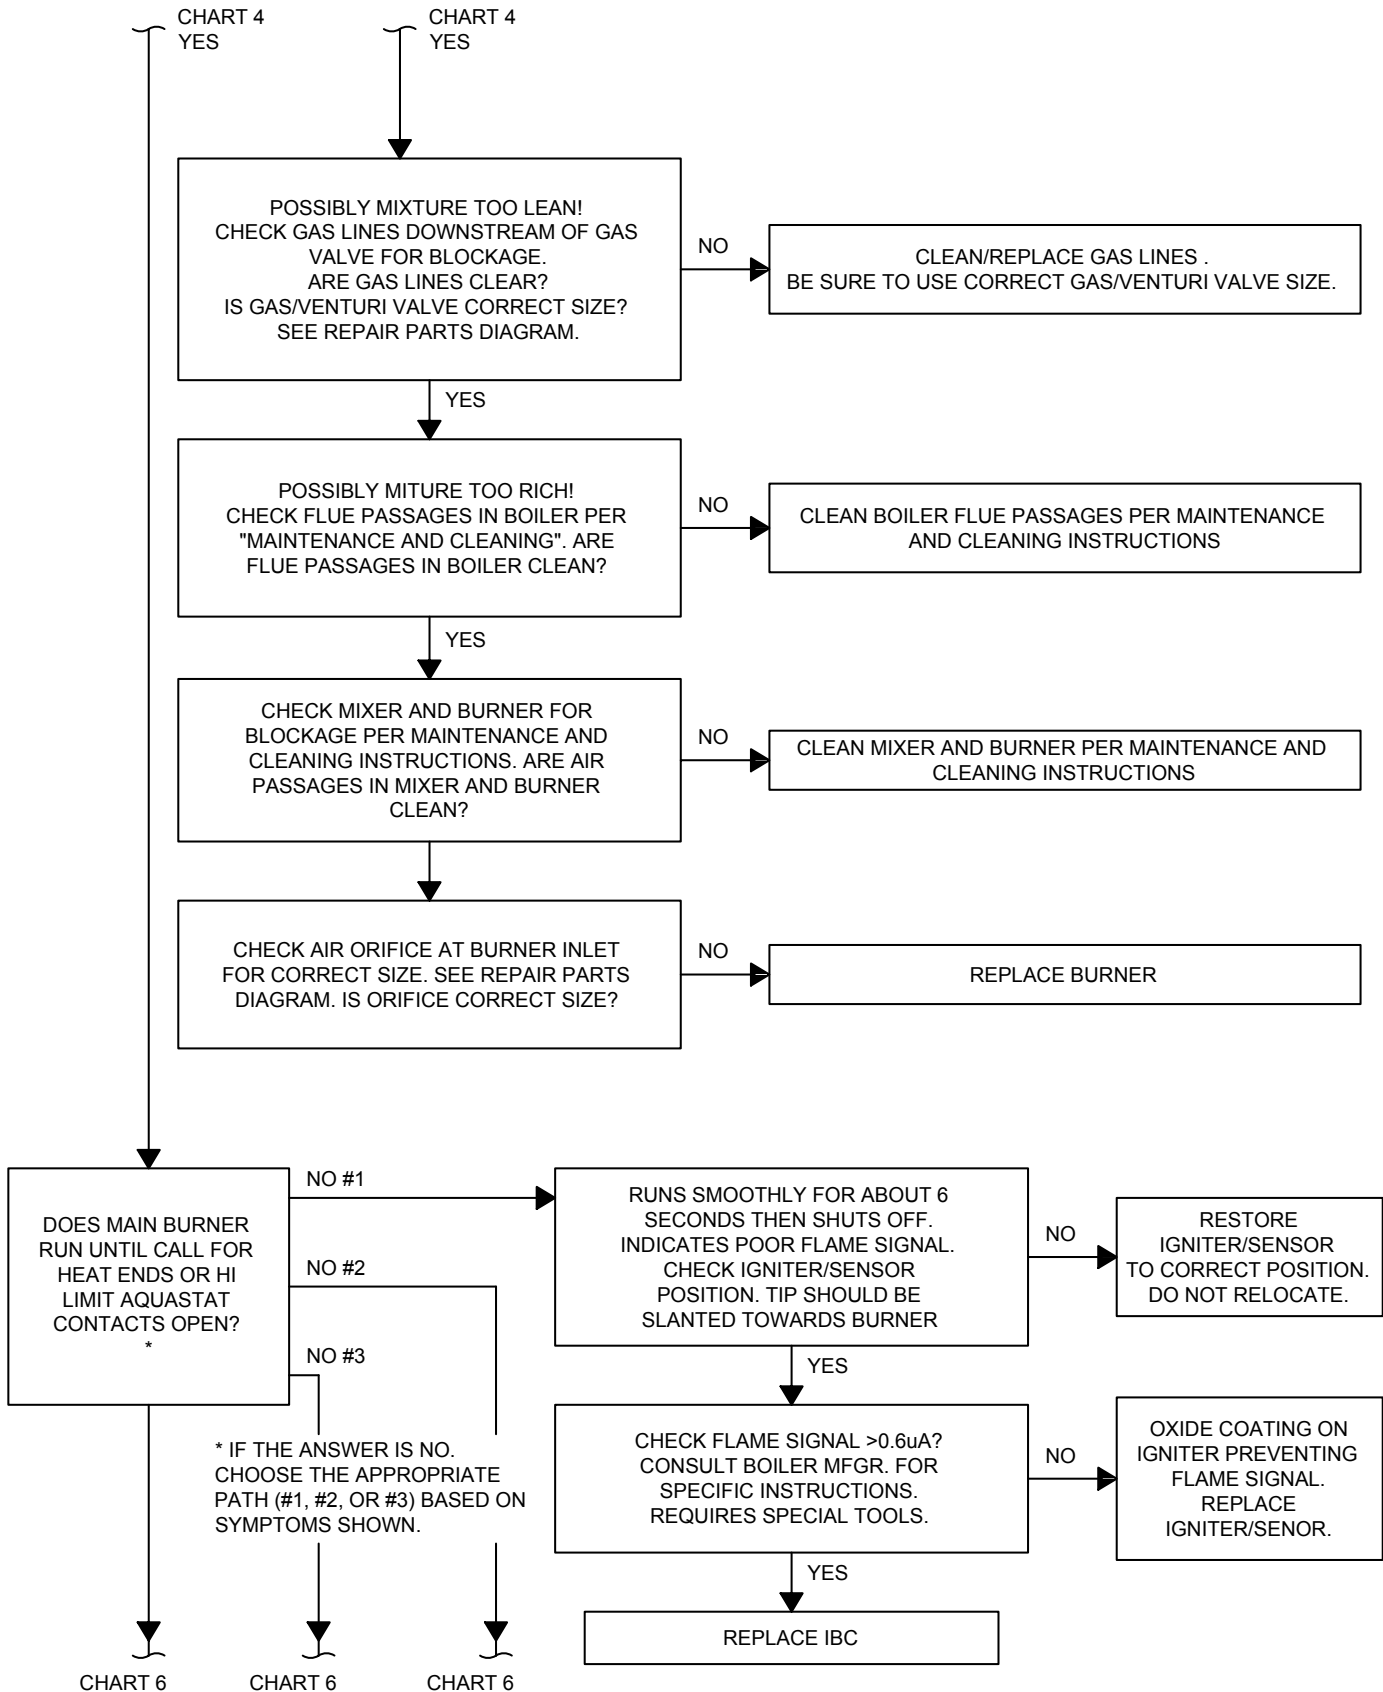 CHART 4
YES
CHART 4
YES
POSSIBLY MIXTURE TOO LEAN!
CHECK GAS LINES DOWNSTREAM OF GAS
VALVE FOR BLOCKAGE.
ARE GAS LINES CLEAR?
IS GAS/VENTURI VALVE CORRECT SIZE?
SEE REPAIR PARTS DIAGRAM.
NO
CLEAN/REPLACE GAS LINES .
BE SURE TO USE CORRECT GAS/VENTURI VALVE SIZE.
YES
POSSIBLY MITURE TOO RICH!
CHECK FLUE PASSAGES IN BOILER PER
"MAINTENANCE AND CLEANING". ARE
FLUE PASSAGES IN BOILER CLEAN?
NO
CLEAN BOILER FLUE PASSAGES PER MAINTENANCE
AND CLEANING INSTRUCTIONS
YES
CHECK MIXER AND BURNER FOR
BLOCKAGE PER MAINTENANCE AND
CLEANING INSTRUCTIONS. ARE AIR
PASSAGES IN MIXER AND BURNER
CLEAN?
NO
CLEAN MIXER AND BURNER PER MAINTENANCE AND
CLEANING INSTRUCTIONS
CHECK AIR ORIFICE AT BURNER INLET
FOR CORRECT SIZE. SEE REPAIR PARTS
DIAGRAM. IS ORIFICE CORRECT SIZE?
NO
REPLACE BURNER
DOES MAIN BURNER
RUN UNTIL CALL FOR
HEAT ENDS OR HI
LIMIT AQUASTAT
CONTACTS OPEN?
*
NO #1
NO #2
NO #3
RUNS SMOOTHLY FOR ABOUT 6
SECONDS THEN SHUTS OFF.
INDICATES POOR FLAME SIGNAL.
CHECK IGNITER/SENSOR
POSITION. TIP SHOULD BE
SLANTED TOWARDS BURNER
NO
RESTORE
IGNITER/SENSOR
TO CORRECT POSITION.
DO NOT RELOCATE.
YES
* IF THE ANSWER IS NO.
CHOOSE THE APPROPRIATE
PATH (#1, #2, OR #3) BASED ON
SYMPTOMS SHOWN.
CHECK FLAME SIGNAL >0.6uA?
CONSULT BOILER MFGR. FOR
SPECIFIC INSTRUCTIONS.
REQUIRES SPECIAL TOOLS.
NO
OXIDE COATING ON
IGNITER PREVENTING
FLAME SIGNAL.
REPLACE
IGNITER/SENOR.
YES
REPLACE IBC
CHART 6
CHART 6
CHART 6